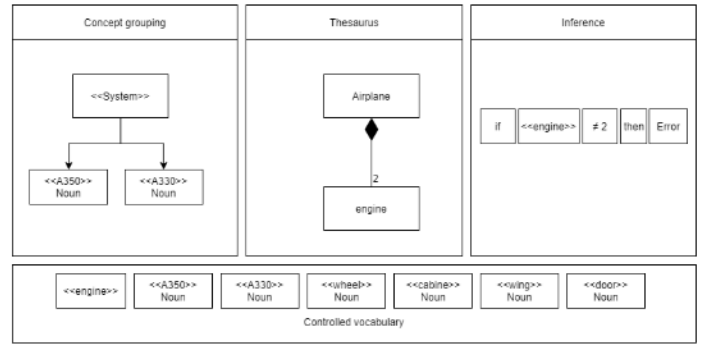 Concept grouping
Thesaurus
Inference
<<System>>
<<A350>>
Noun
<<A330>>
Noun
Airplane
2
engine
if
<<engine>>
≠ 2
then
Error
<<engine>>
<<A350>>
Noun
<<A330>>
Noun
<<wheel>>
Noun
<<cabine>>
Noun
<<wing>>
Noun
<<door>>
Noun
Controlled vocabulary